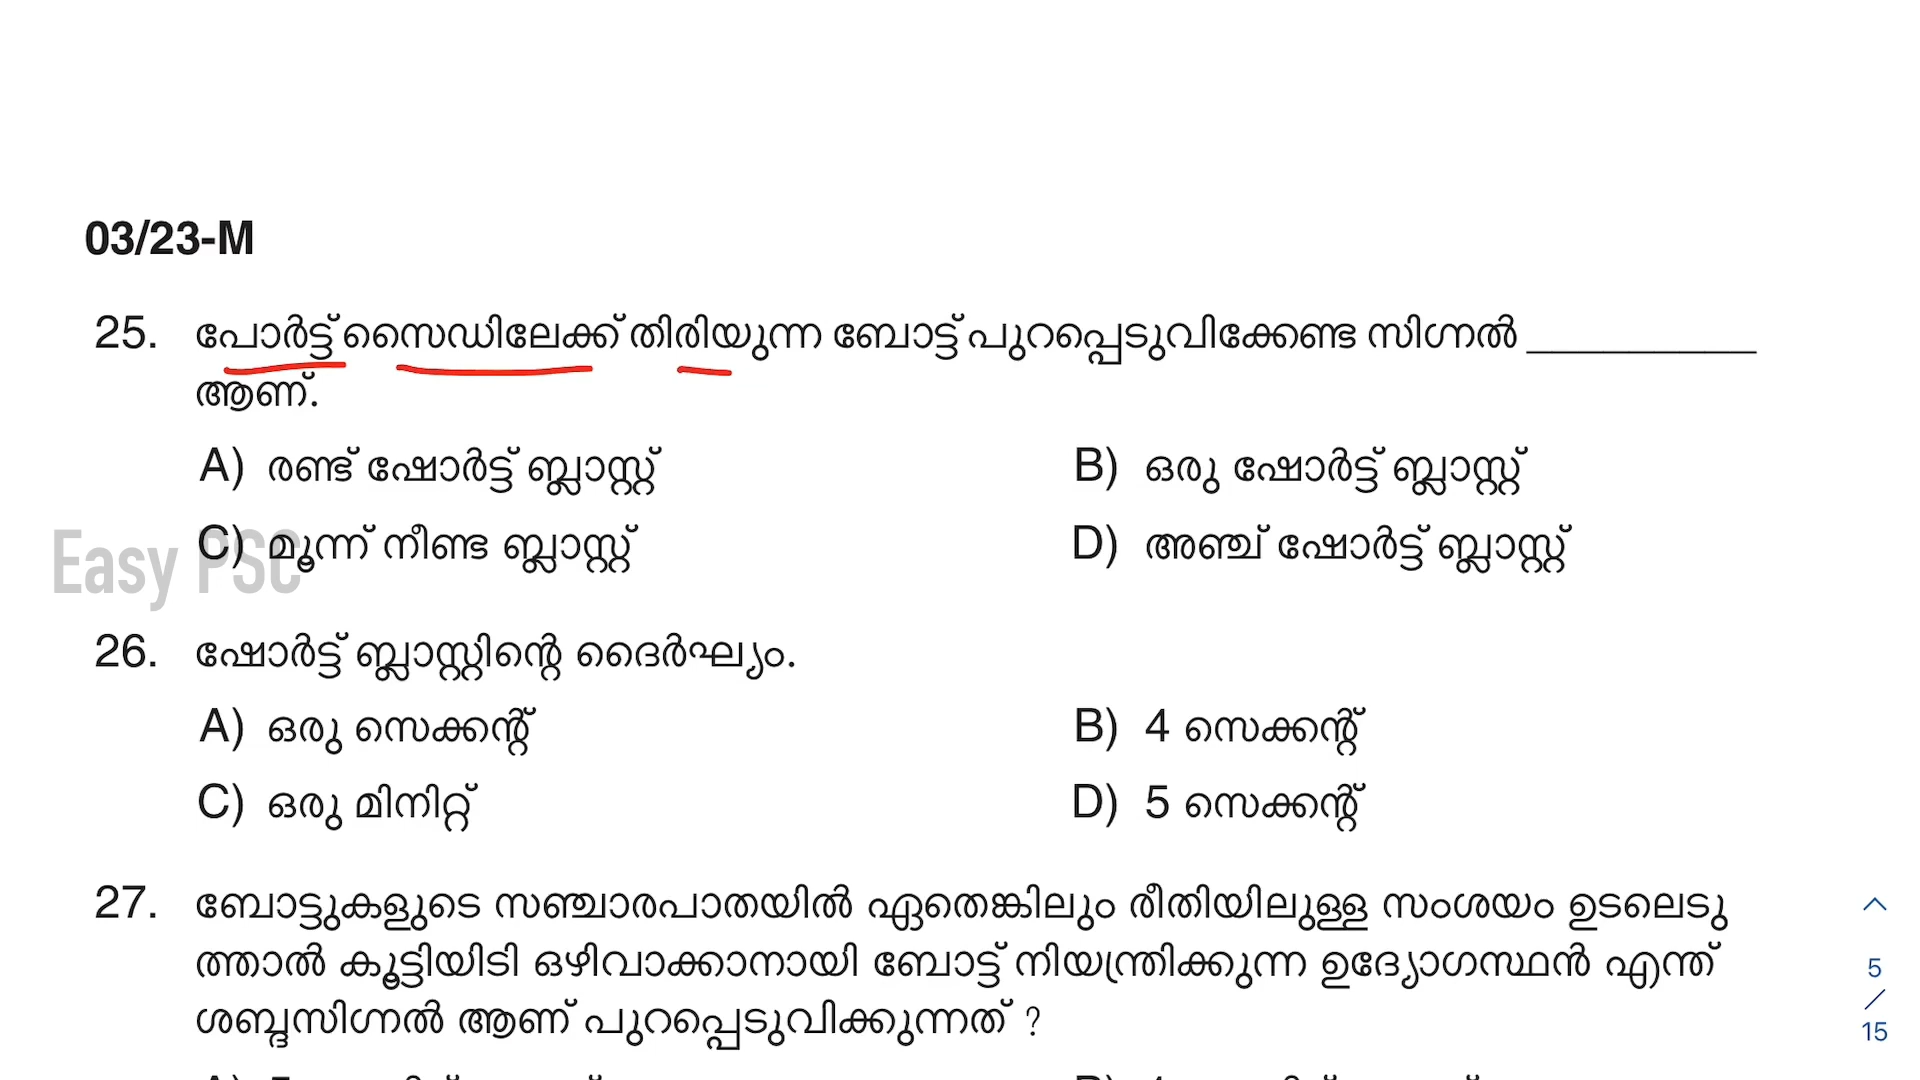 03/23-M
25. പോർട്ട് സൈഡിലേക്ക് തിരിയുന്ന ബോട്ട് പുറപ്പെടുവിക്കേണ്ട സിഗ്നൽ ___________
ആണ്.
A) രണ്ട് ഷോർട്ട് ബ്ലാസ്റ്റ് B) ഒരു ഷോർട്ട് ബ്ലാസ്റ്റ്
C) മൂന്ന് നീണ്ട ബ്ലാസ്റ്റ് D) അഞ്ച് ഷോർട്ട് ബ്ലാസ്റ്റ്
Easy PSC
26. ഷോർട്ട് ബ്ലാസ്റ്റിന്റെ ദൈർഘ്യം.
A) ഒരു സെക്കന്റ് B) 4 സെക്കന്റ്
C) ഒരു മിനിറ്റ് D) 5 സെക്കന്റ്
27. ബോട്ടുകളുടെ സഞ്ചാരപാതയിൽ ഏതെങ്കിലും രീതിയിലുള്ള സംശയം ഉടലെടു
ത്താൽ കൂട്ടിയിടി ഒഴിവാക്കാനായി ബോട്ട് നിയന്ത്രിക്കുന്ന ഉദ്യോഗസ്ഥൻ എന്ത്
ശബ്ദസിഗ്നൽ ആണ് പുറപ്പെടുവിക്കുന്നത് ?
5
/
15